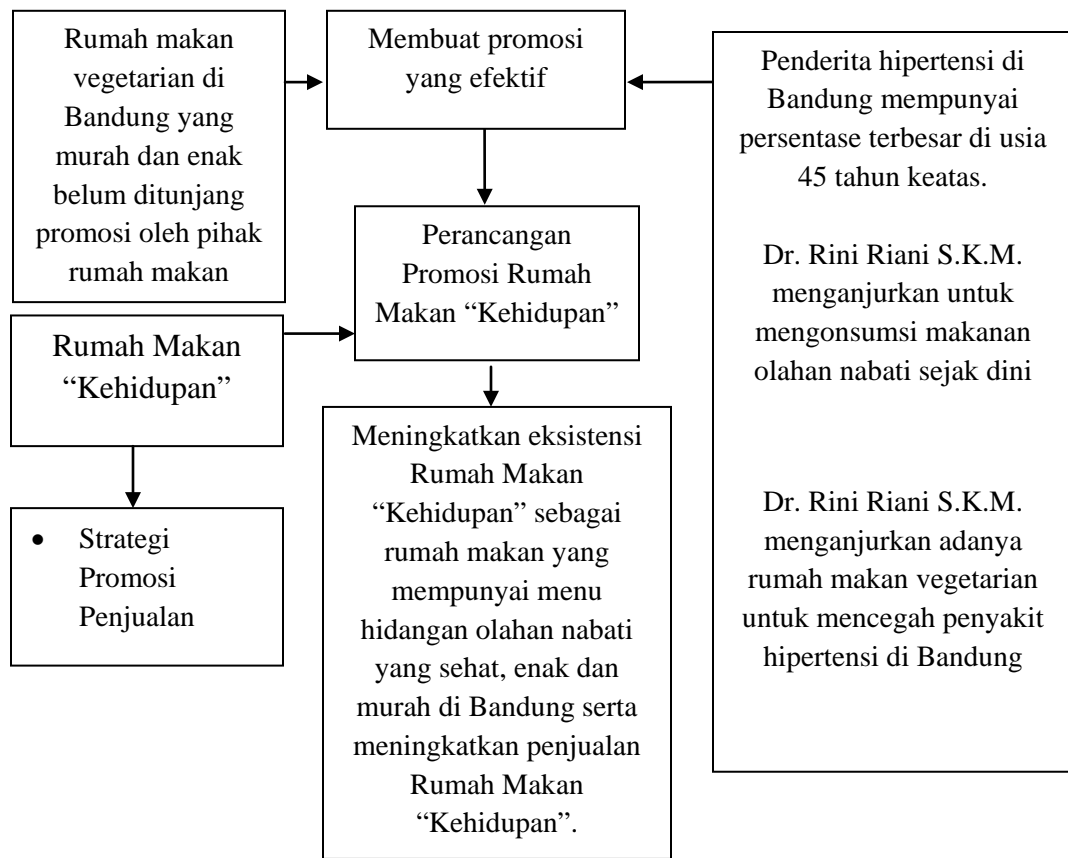 Rumah makan
vegetarian di
Bandung yang
murah dan enak
belum ditunjang
promosi oleh pihak
rumah makan
Membuat promosi
yang efektif
Penderita hipertensi di
Bandung mempunyai
persentase terbesar di usia
45 tahun keatas.
Dr. Rini Riani S.K.M.
menganjurkan untuk
mengonsumsi makanan
olahan nabati sejak dini
Dr. Rini Riani S.K.M.
menganjurkan adanya
rumah makan vegetarian
untuk mencegah penyakit
hipertensi di Bandung
Perancangan
Promosi Rumah
Makan “Kehidupan”
Rumah Makan
“Kehidupan”
• Strategi
Promosi
Penjualan
Meningkatkan eksistensi
Rumah Makan
“Kehidupan” sebagai
rumah makan yang
mempunyai menu
hidangan olahan nabati
yang sehat, enak dan
murah di Bandung serta
meningkatkan penjualan
Rumah Makan
“Kehidupan”.